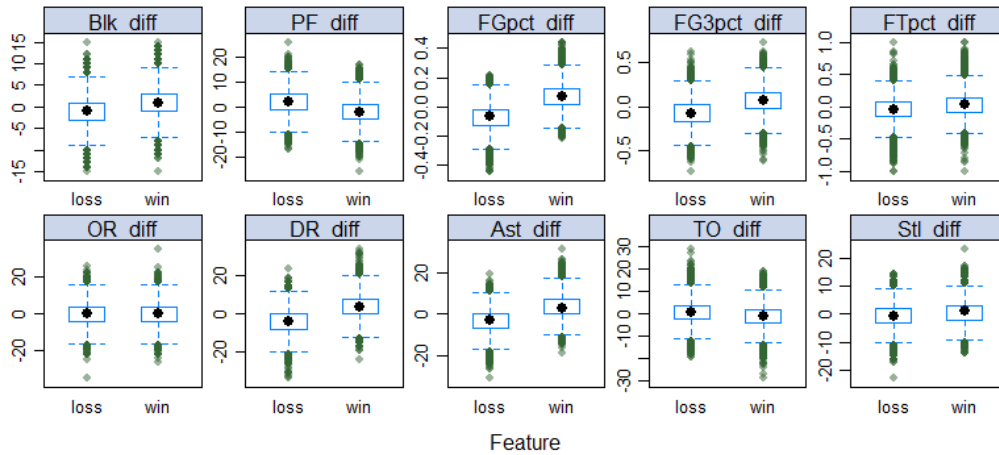 Blk_diff PF_diff FGpct_diff FG3pct_diff FTpct_diff
-15 -5 0 5 10 15
-20 -10 0 10 20
-0.4 -0.2 0.0 0.2 0.4
-0.5 0.0 0.5
-1.0 -0.5 0.0 0.5 1.0
loss win loss win loss win loss win loss win
OR_diff DR_diff Ast_diff TO_diff Stl_diff
20 0 20
-20 0 20
-20 0 20
-30 -10 0 10 20 30
-20 -10 0 10 20
loss win loss win loss win loss win loss win
Feature